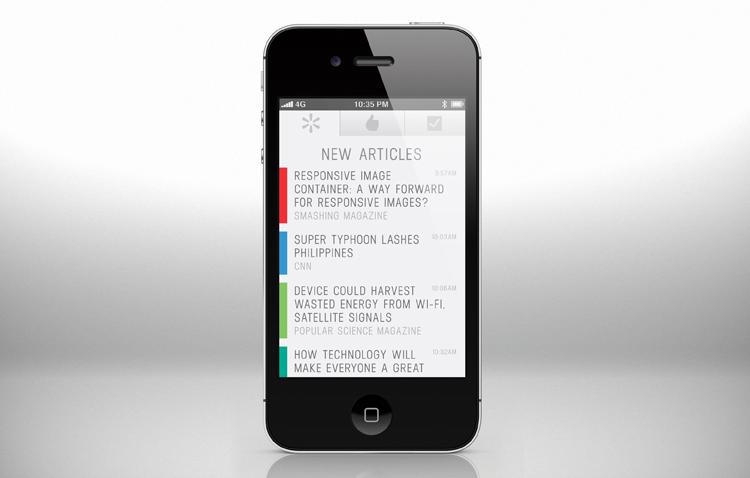 4G 10:35 PM
NEW ARTICLES
RESPONSIVE IMAGE 9:57AM
CONTAINER: A WAY FORWARD
FOR RESPONSIVE IMAGES?
SMASHING MAGAZINE
SUPER TYPHOON LASHES 10:03AM
PHILIPPINES
CNN
DEVICE COULD HARVEST 10:06AM
WASTED ENERGY FROM WI-FI,
SATELLITE SIGNALS
POPULAR SCIENCE MAGAZINE
HOW TECHNOLOGY WILL 10:32AM
MAKE EVERYONE A GREAT